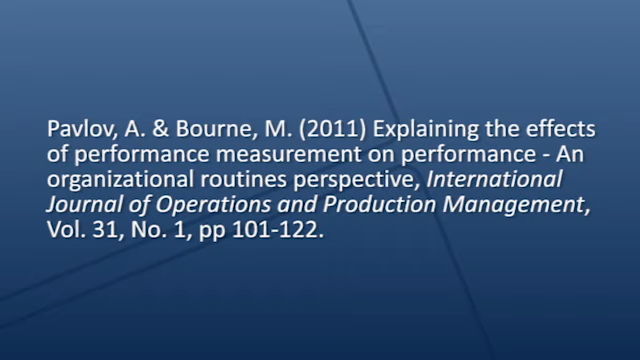 Pavlov, A. & Bourne, M. (2011) Explaining the effects
of performance measurement on performance - An
organizational routines perspective, International
Journal of Operations and Production Management,
Vol. 31, No. 1, pp 101-122.